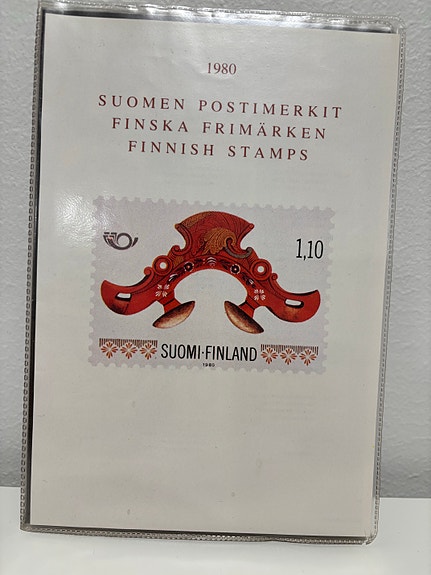 1980
SUOMEN POSTIMERKIT
FINSKA FRIMÄRKEN
FINNISH STAMPS
1,10
SUOMI·FINLAND
1980